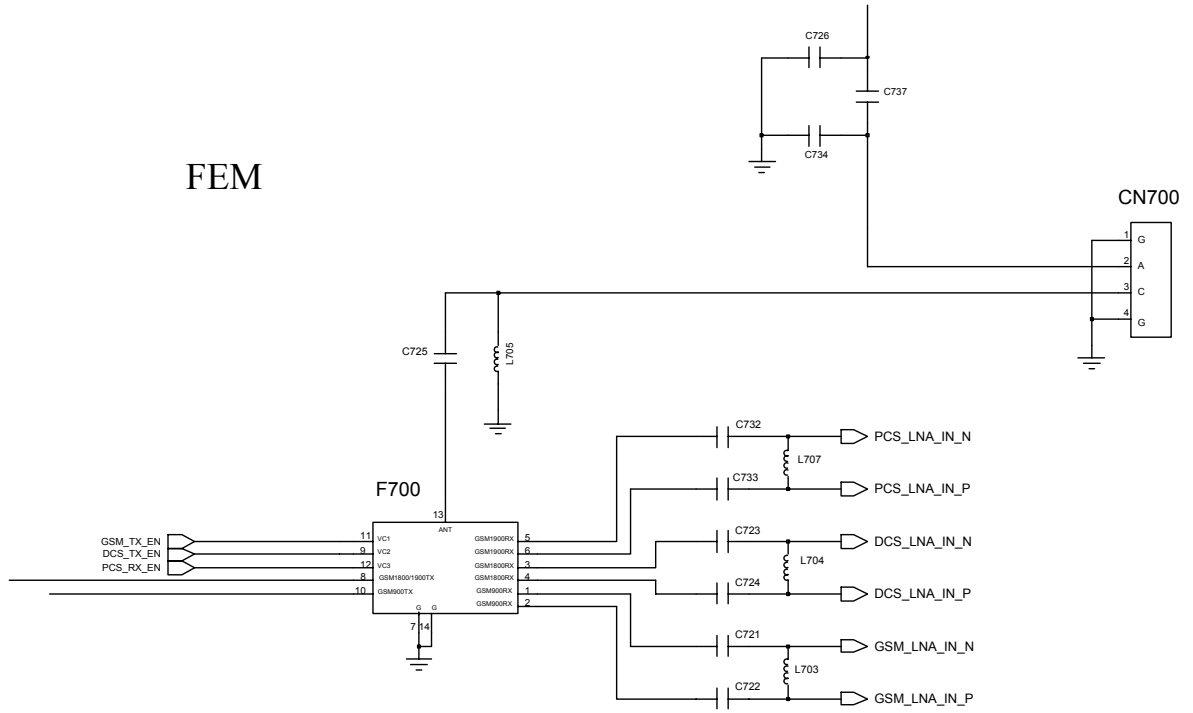 C726
C737
C734
FEM
CN700
1 G
2 A
3 C
4 G
C725
L705
C732
PCS_LNA_IN_N
L707
C733
PCS_LNA_IN_P
F700
13
ANT
GSM_TX_EN 11 VC1 GSM1900RX 5
C723
DCS_LNA_IN_N
DCS_TX_EN 9 VC2 GSM1900RX 6
L704
PCS_RX_EN 12 VC3 GSM1800RX 3
8 GSM1800/1900TX GSM1800RX 4
C724
DCS_LNA_IN_P
10 GSM900TX GSM900RX 1
GSM900RX 2
G G
7 14
C721
GSM_LNA_IN_N
L703
C722
GSM_LNA_IN_P